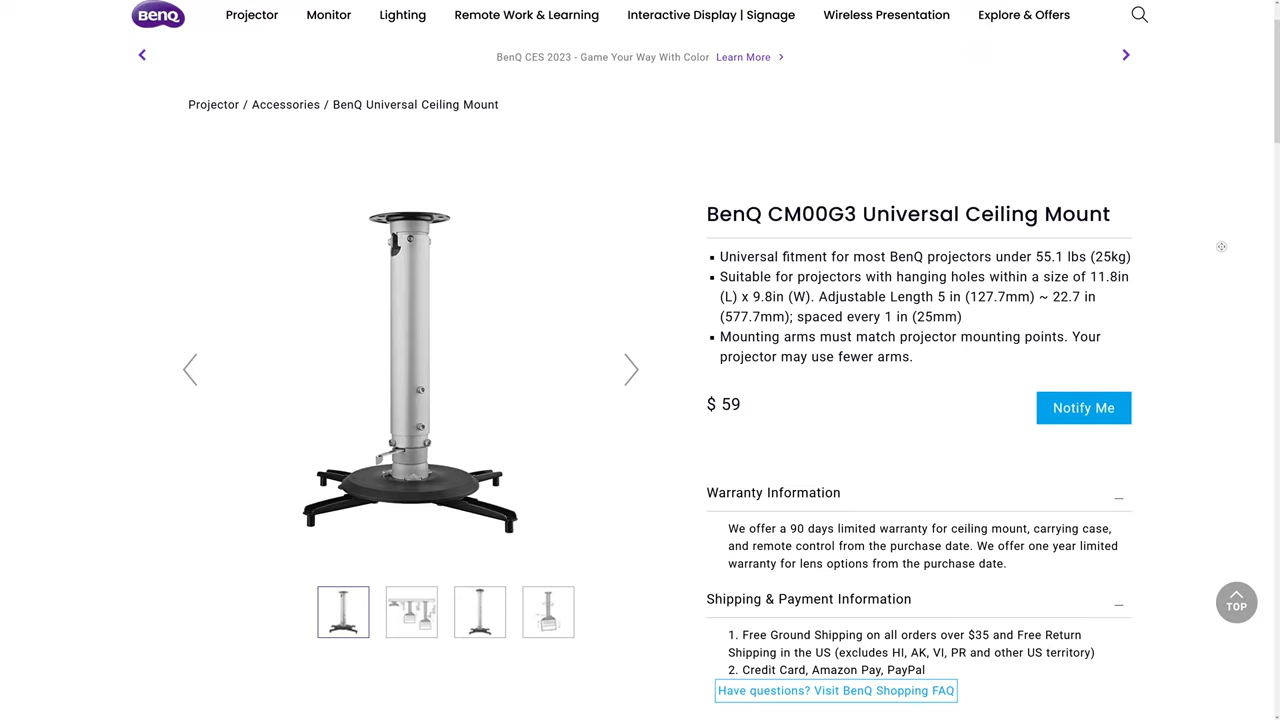 BenQ
Projector
Monitor
Lighting
Remote Work & Learning
Interactive Display | Signage
Wireless Presentation
Explore & Offers
BenQ CES 2023 - Game Your Way With Color Learn More >
Projector / Accessories / BenQ Universal Ceiling Mount
BenQ CM00G3 Universal Ceiling Mount
▪ Universal fitment for most BenQ projectors under 55.1 lbs (25kg)
▪ Suitable for projectors with hanging holes within a size of 11.8in
(L) x 9.8in (W). Adjustable Length 5 in (127.7mm) ~ 22.7 in
(577.7mm); spaced every 1 in (25mm)
▪ Mounting arms must match projector mounting points. Your
projector may use fewer arms.
$ 59
Notify Me
Warranty Information
We offer a 90 days limited warranty for ceiling mount, carrying case,
and remote control from the purchase date. We offer one year limited
warranty for lens options from the purchase date.
Shipping & Payment Information
1. Free Ground Shipping on all orders over $35 and Free Return
Shipping in the US (excludes HI, AK, VI, PR and other US territory)
2. Credit Card, Amazon Pay, PayPal
Have questions? Visit BenQ Shopping FAQ
TOP